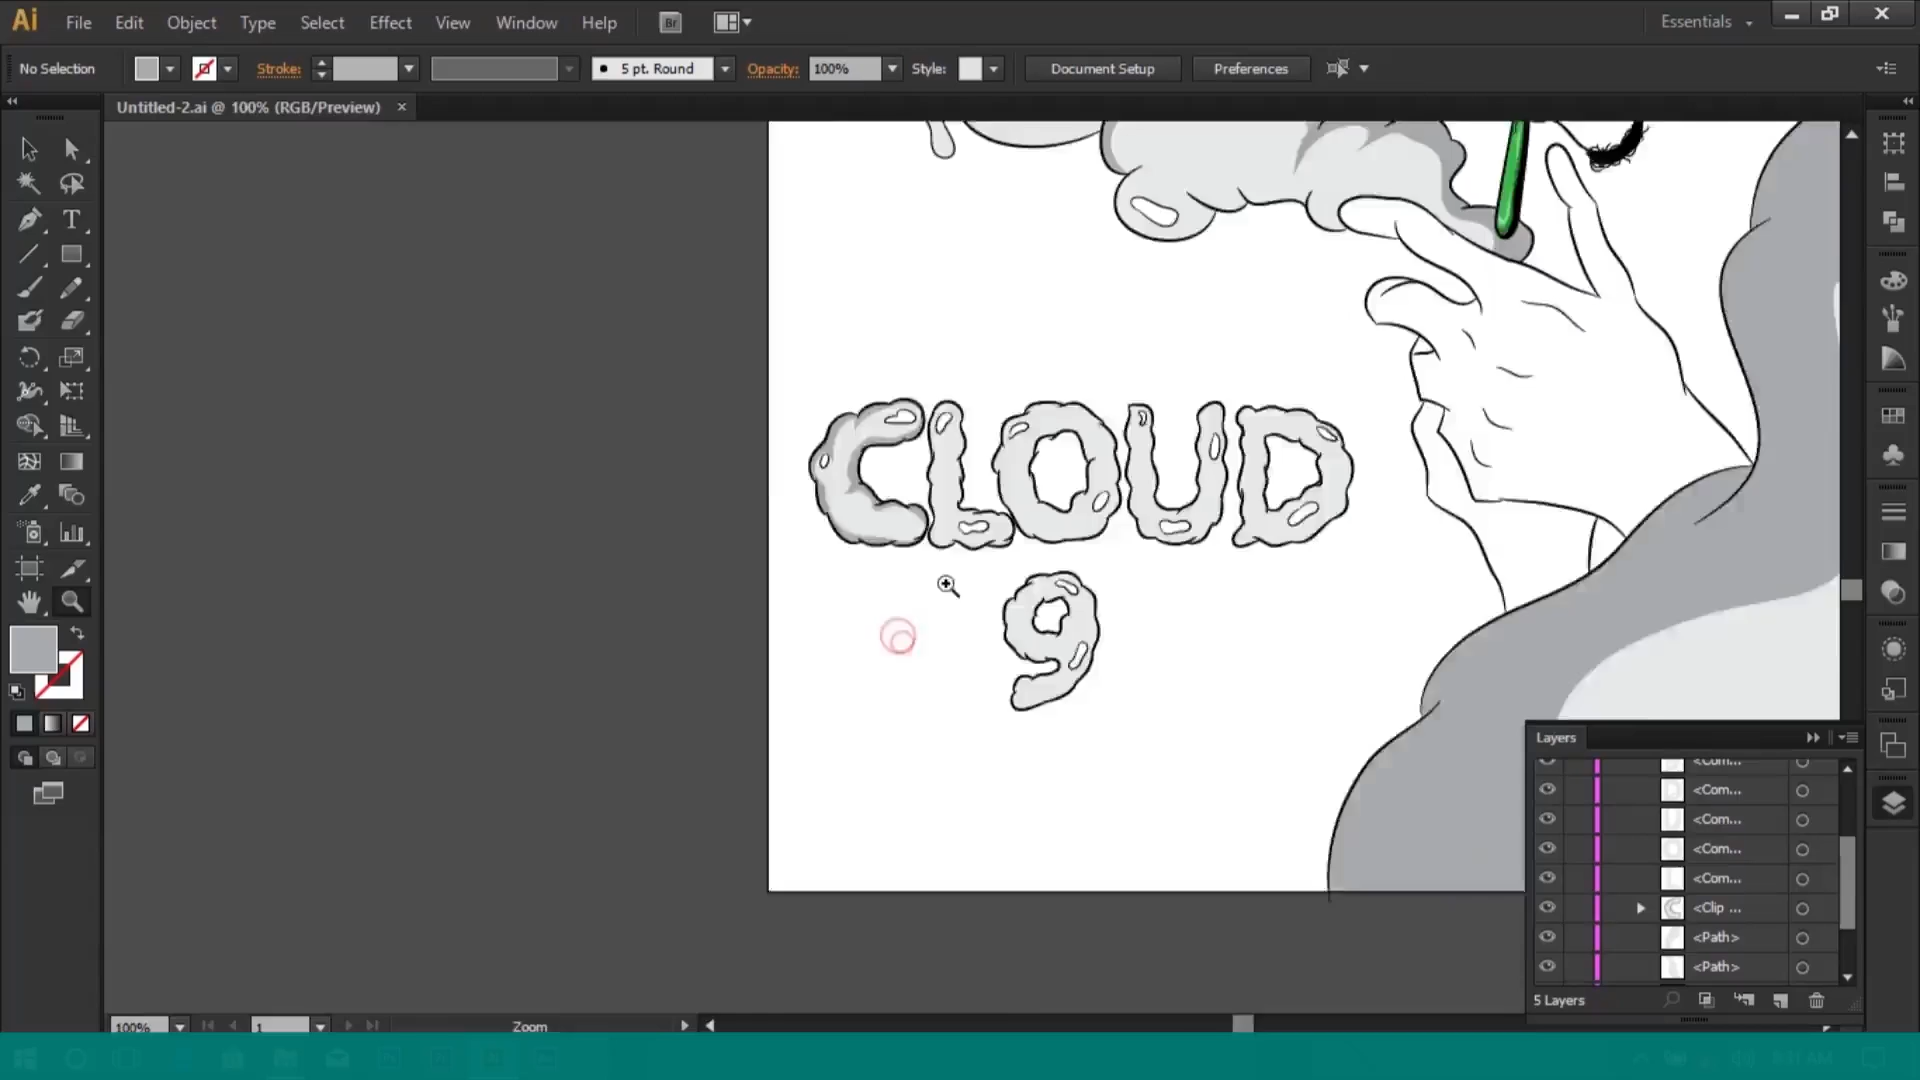 Ai File Edit Object Type Select Effect View Window Help Br Essentials
No Selection Stroke: 5 pt. Round Opacity: 100% Style: Document Setup Preferences
Untitled-2.ai @ 100% (RGB/Preview) ×
CLOUD
9
Layers
<Com...
<Com...
<Com...
<Com...
<Com...
<Clip ...
<Path>
<Path>
5 Layers
100% 1 Zoom